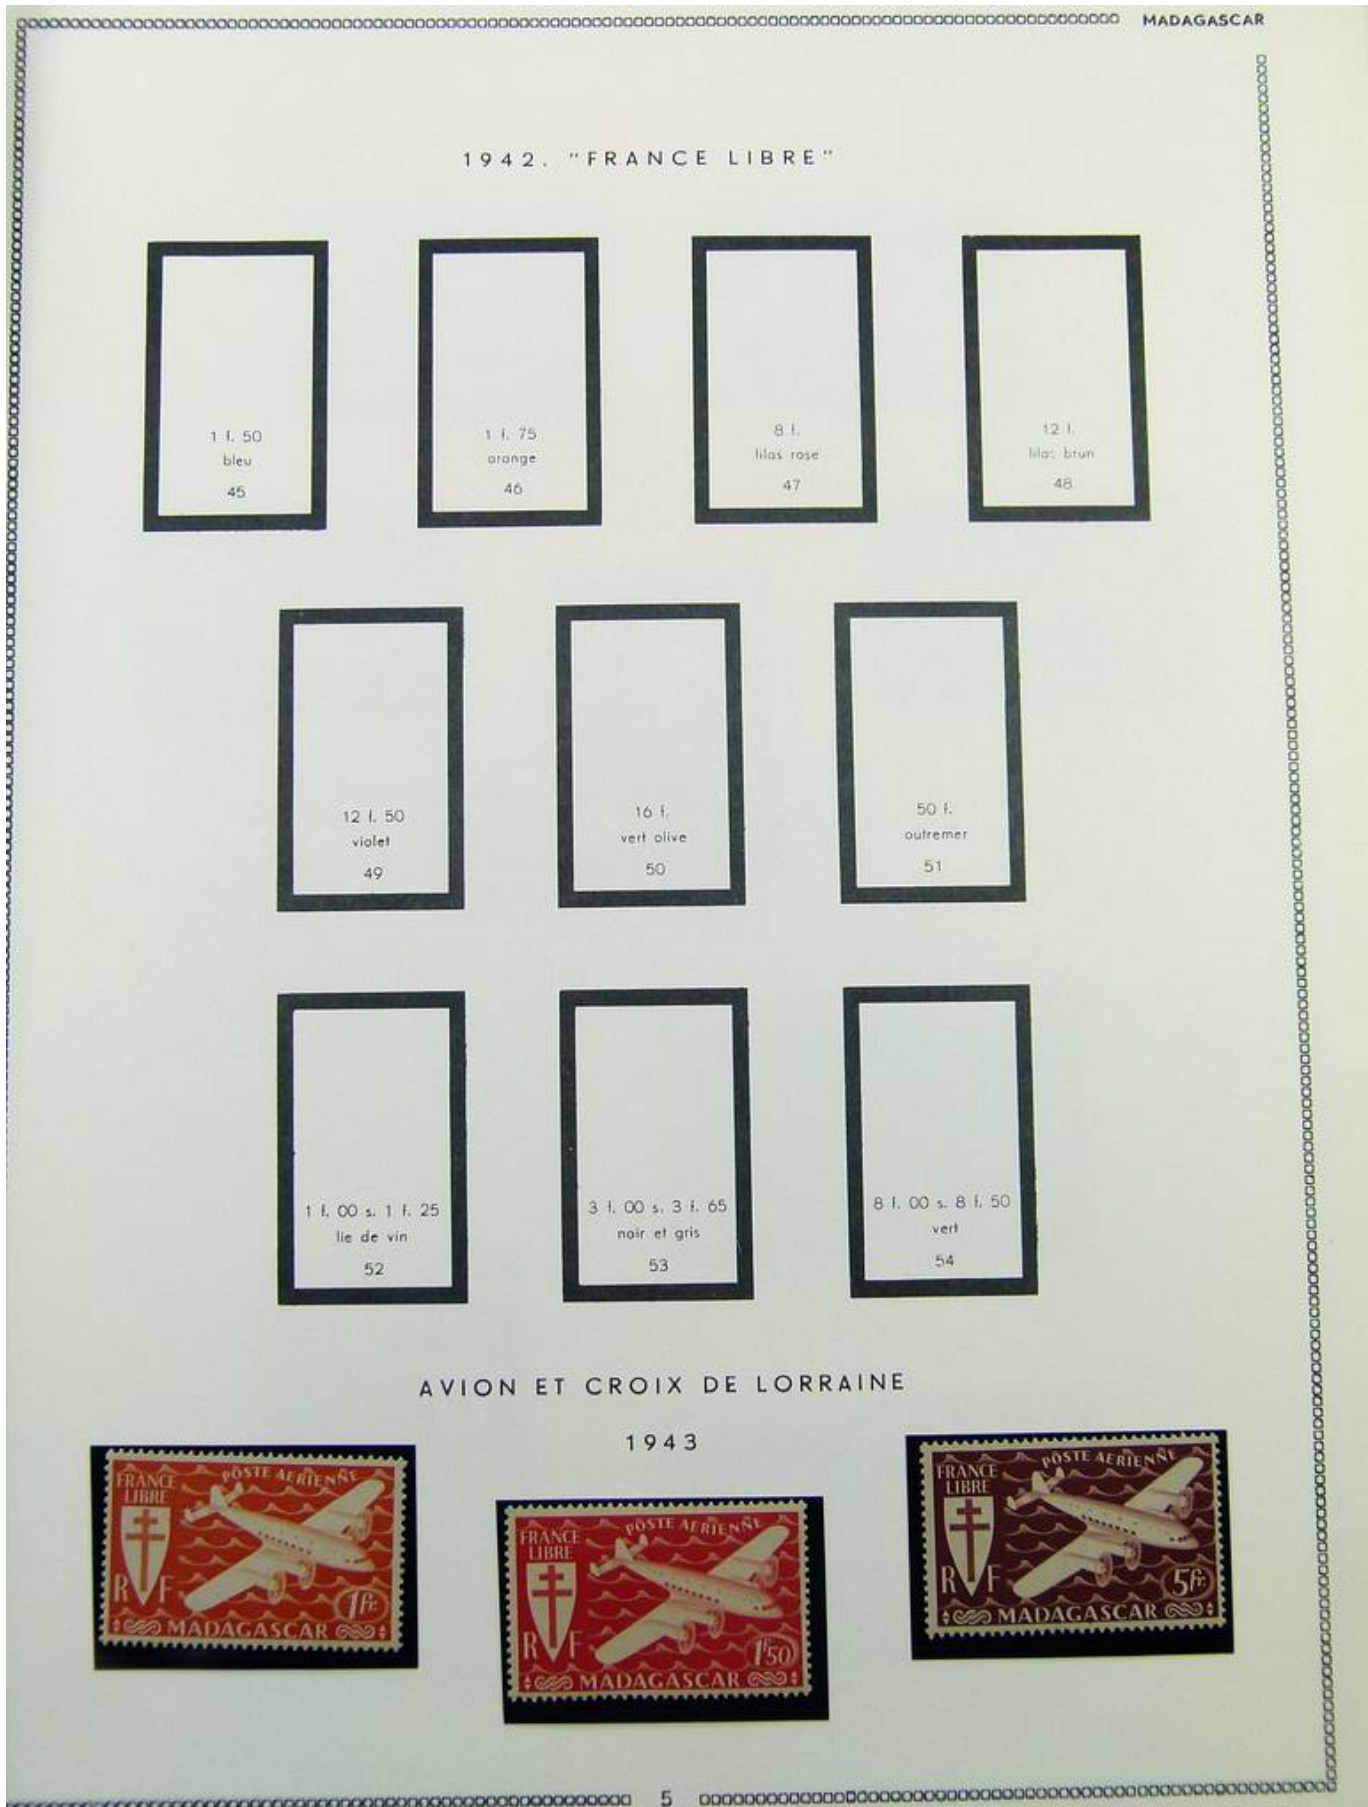 MADAGASCAR
1942. "FRANCE LIBRE"
1 f. 50
bleu
45
1 f. 75
orange
46
8 f.
lilas rose
47
12 f.
lilas brun
48
12 f. 50
violet
49
16 f.
vert olive
50
50 f.
outremer
51
1 f. 00 s. 1 f. 25
lie de vin
52
3 f. 00 s. 3 f. 65
noir et gris
53
8 f. 00 s. 8 f. 50
vert
54
AVION ET CROIX DE LORRAINE
1943
FRANCE
LIBRE
POSTE AERIENNE
R F
1fr.
MADAGASCAR
FRANCE
LIBRE
POSTE AERIENNE
R F
1F50
MADAGASCAR
FRANCE
LIBRE
POSTE AERIENNE
R F
5fr.
MADAGASCAR
5